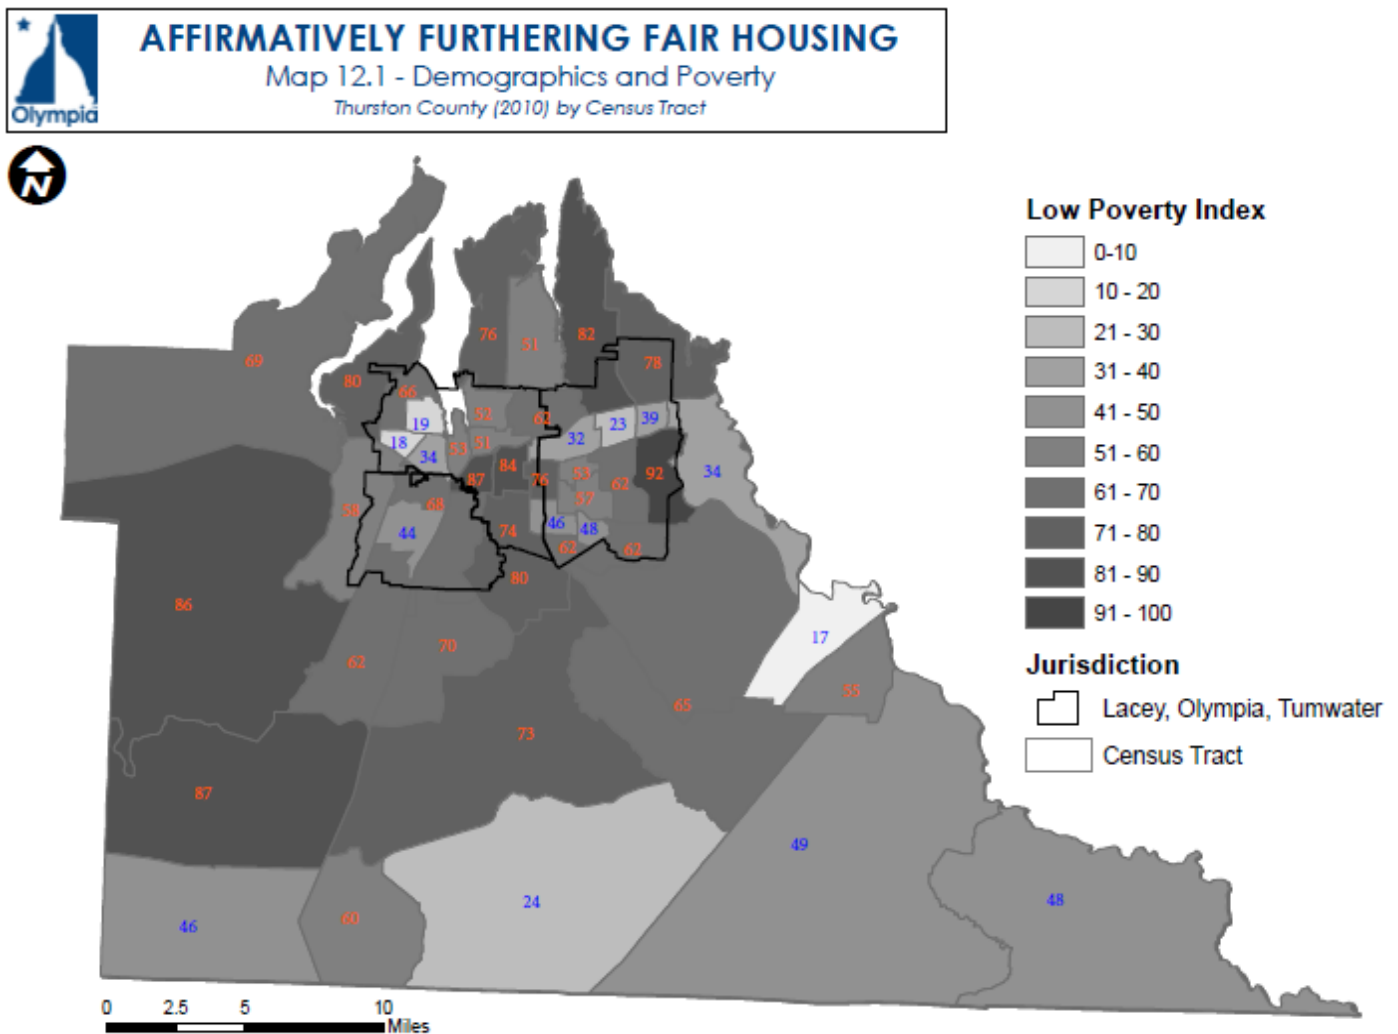 AFFIRMATIVELY FURTHERING FAIR HOUSING
Map 12.1 - Demographics and Poverty
Thurston County (2010) by Census Tract
Olympia
N
Low Poverty Index
0-10
10 - 20
21 - 30
31 - 40
41 - 50
51 - 60
61 - 70
71 - 80
81 - 90
91 - 100
Jurisdiction
Lacey, Olympia, Tumwater
Census Tract
76
51
82
69
78
80
66
19
52
62
23
39
32
18
53
51
34
84
87
76
53
62
92
34
57
58
68
44
74
46
48
62
62
80
86
17
70
62
55
65
73
87
49
24
48
46
60
0 2.5 5 10
Miles